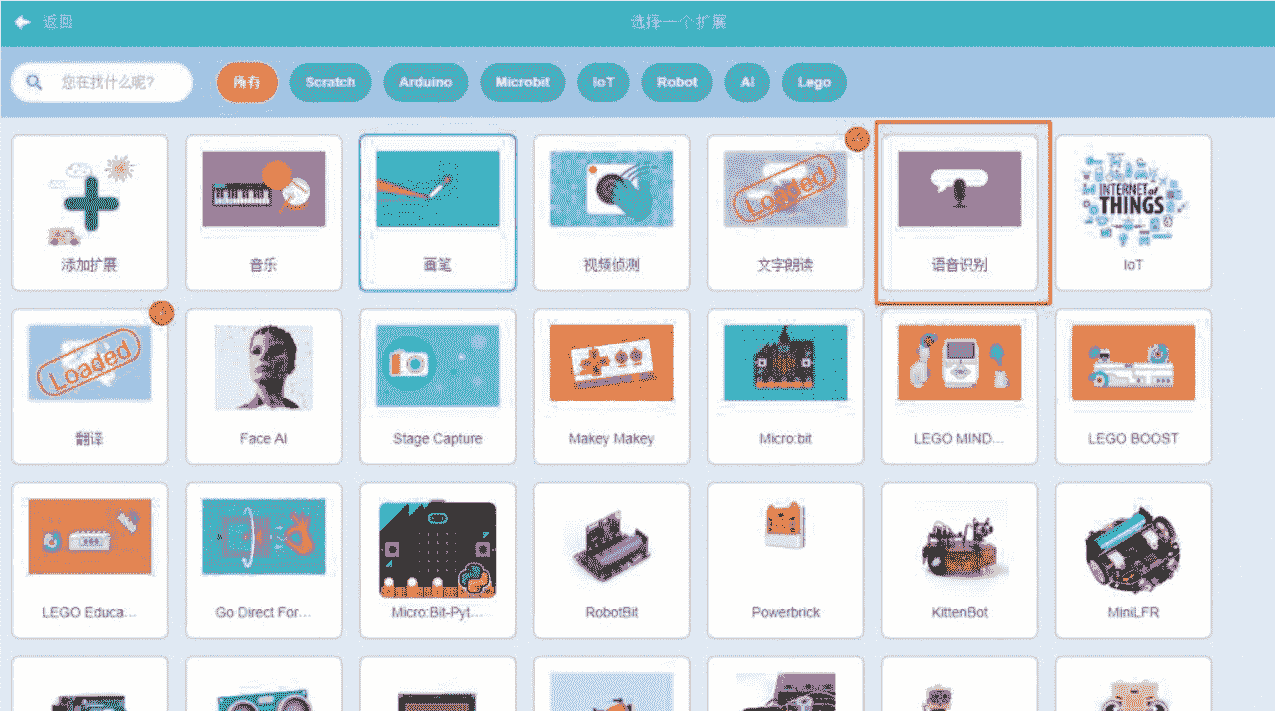 返回
选择一个扩展
您在找什么呢?
所有
Scratch
Arduino
Microbit
IoT
Robot
AI
Lego
Loaded
INTERNET of
THINGS
添加扩展
音乐
画笔
视频侦测
文字朗读
语音识别
IoT
Loaded
翻译
Face AI
Stage Capture
Makey Makey
Micro:bit
LEGO MIND...
LEGO BOOST
LEGO Educa...
Go Direct For...
Micro:Bit-Pyt...
RobotBit
Powerbrick
KittenBot
MiniLFR